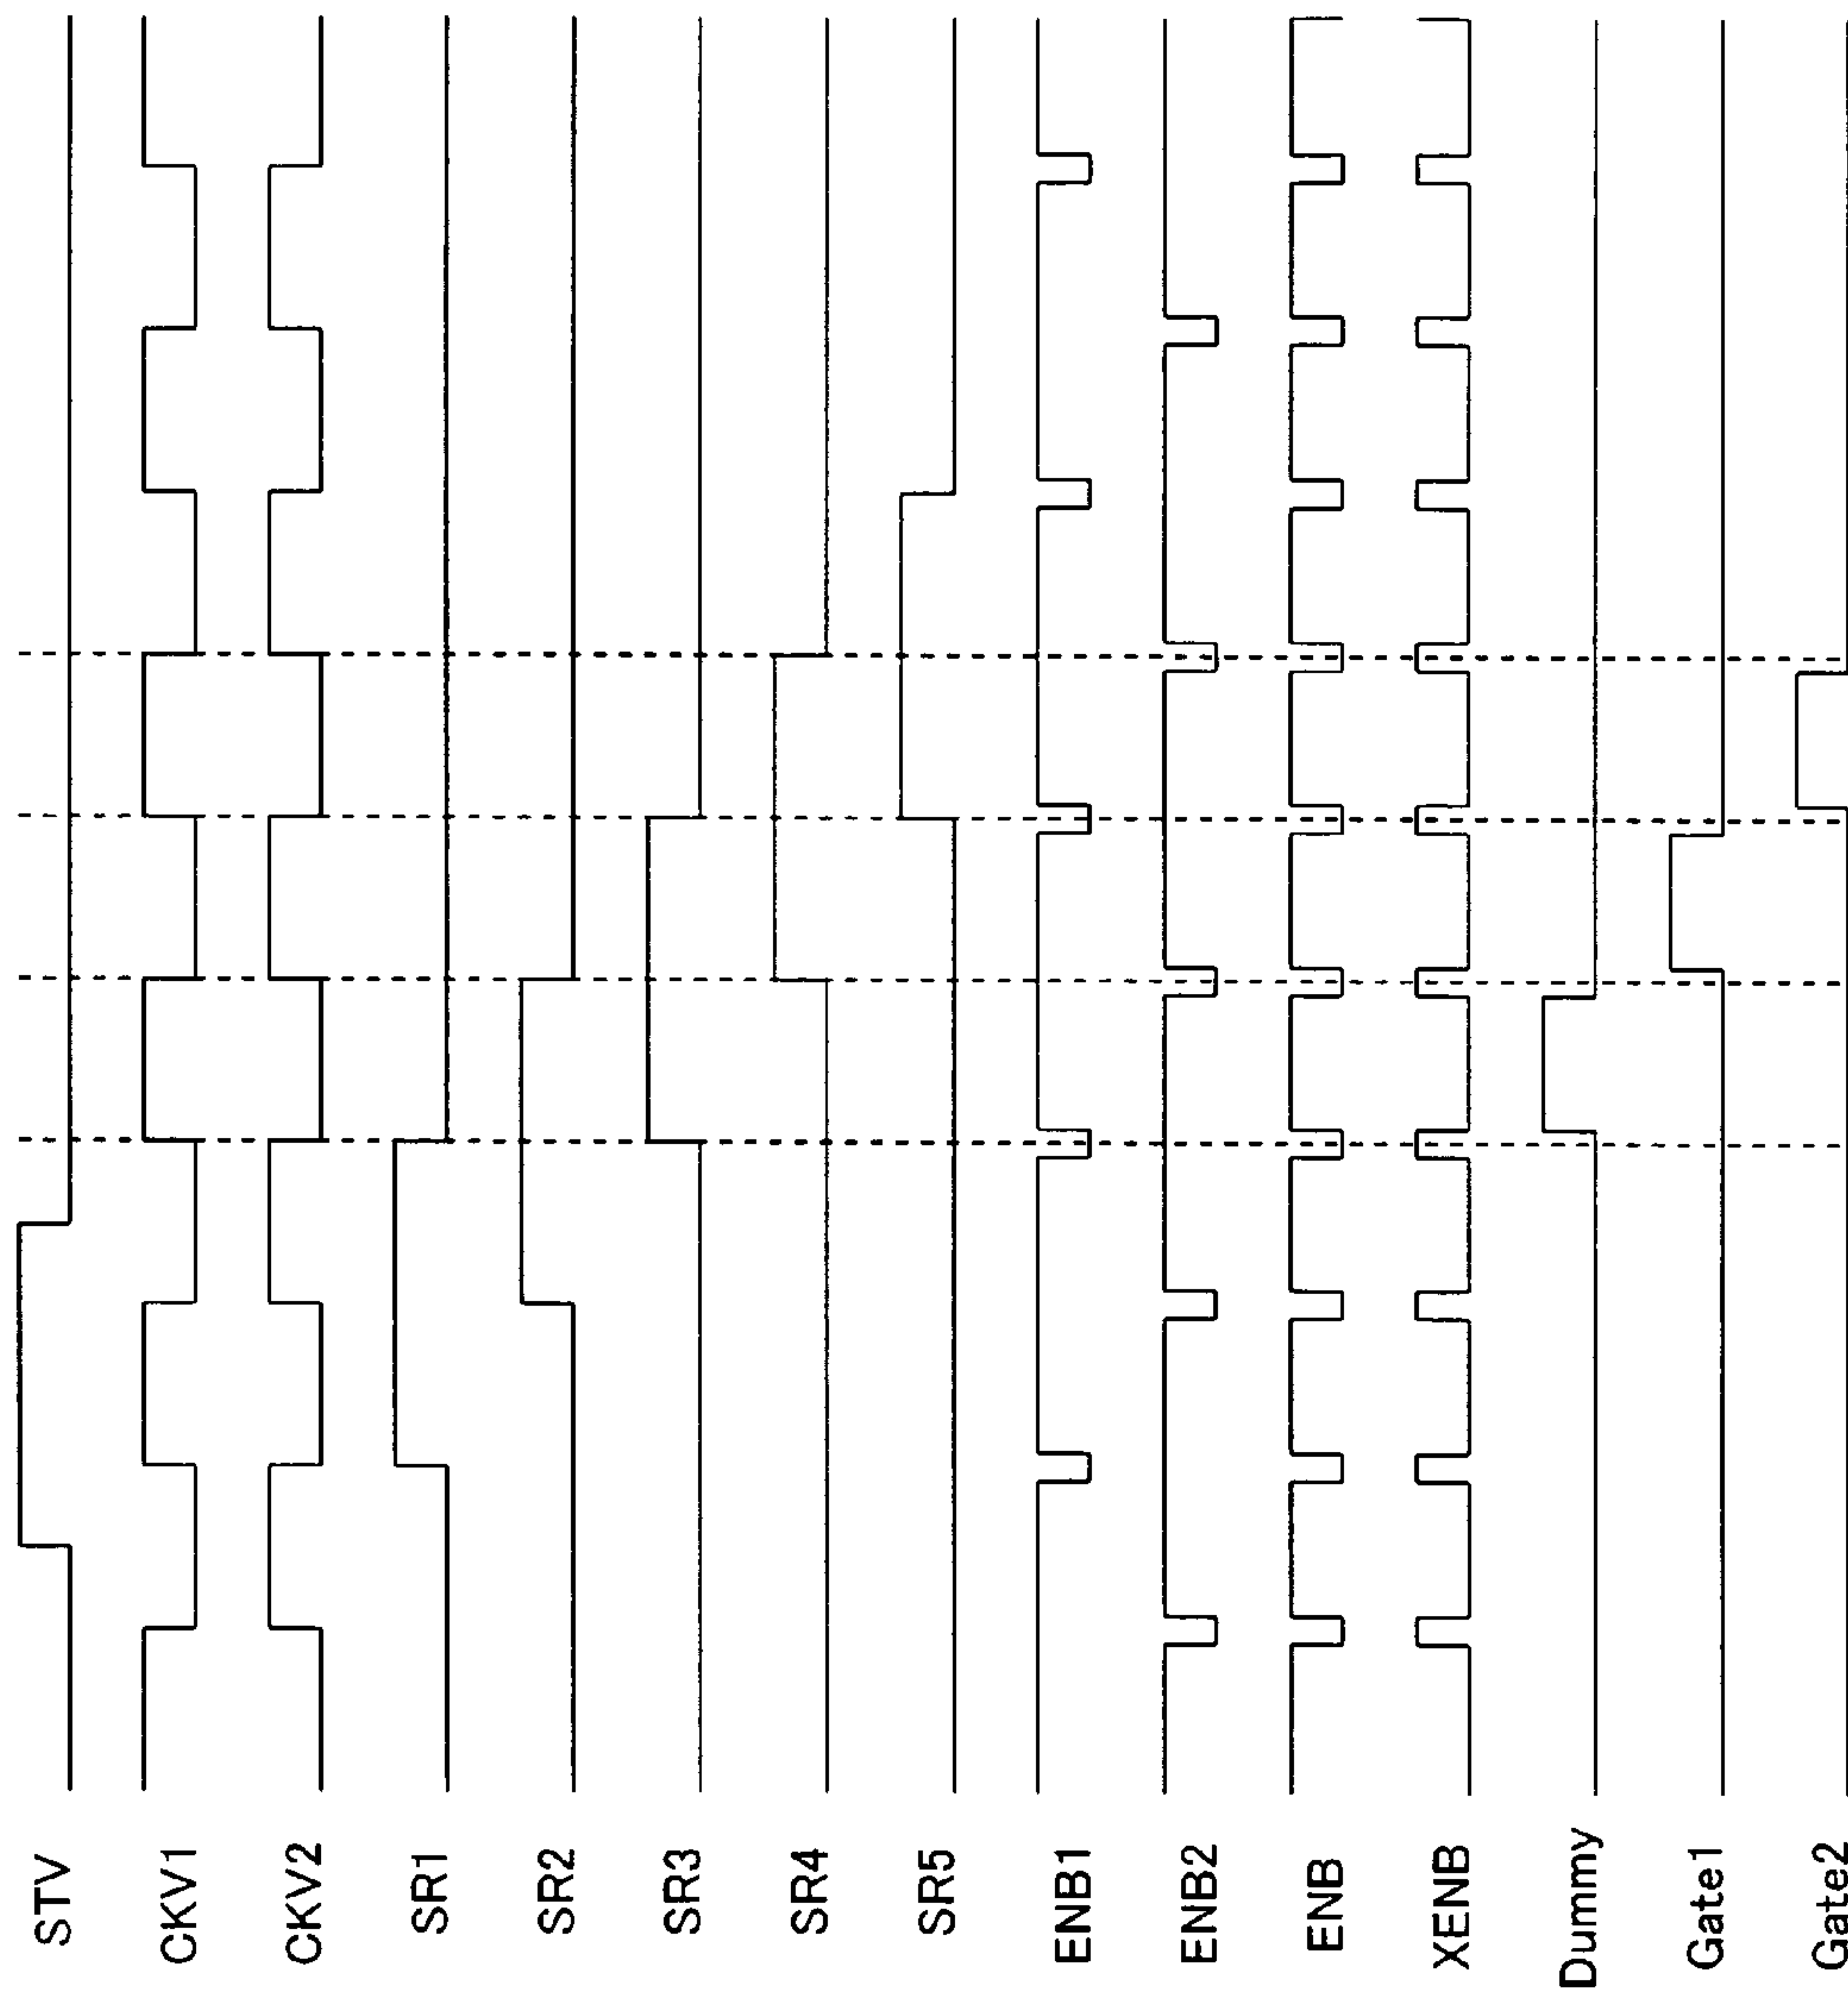 STV
CKV1
CKV2
SR1
SR2
SR3
SR4
SR5
ENB1
ENB2
ENB
XENB
Dummy
Gate1
Gate2